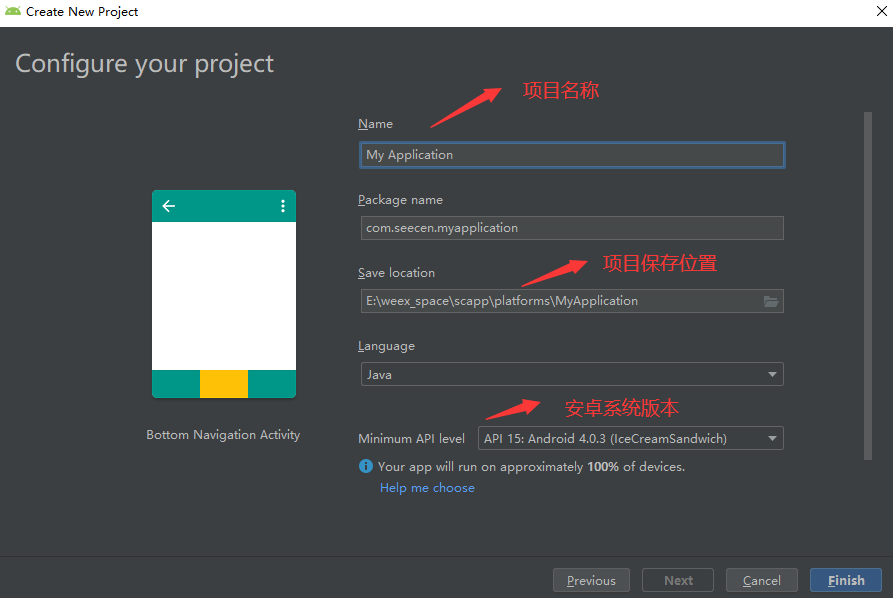 Create New Project
Configure your project
项目名称
Name
My Application
Package name
com.seecen.myapplication
项目保存位置
Save location
E:\weex_space\scapp\platforms\MyApplication
Language
Java
安卓系统版本
Minimum API level
API 15: Android 4.0.3 (IceCreamSandwich)
Bottom Navigation Activity
Your app will run on approximately 100% of devices.
Help me choose
Previous
Next
Cancel
Finish